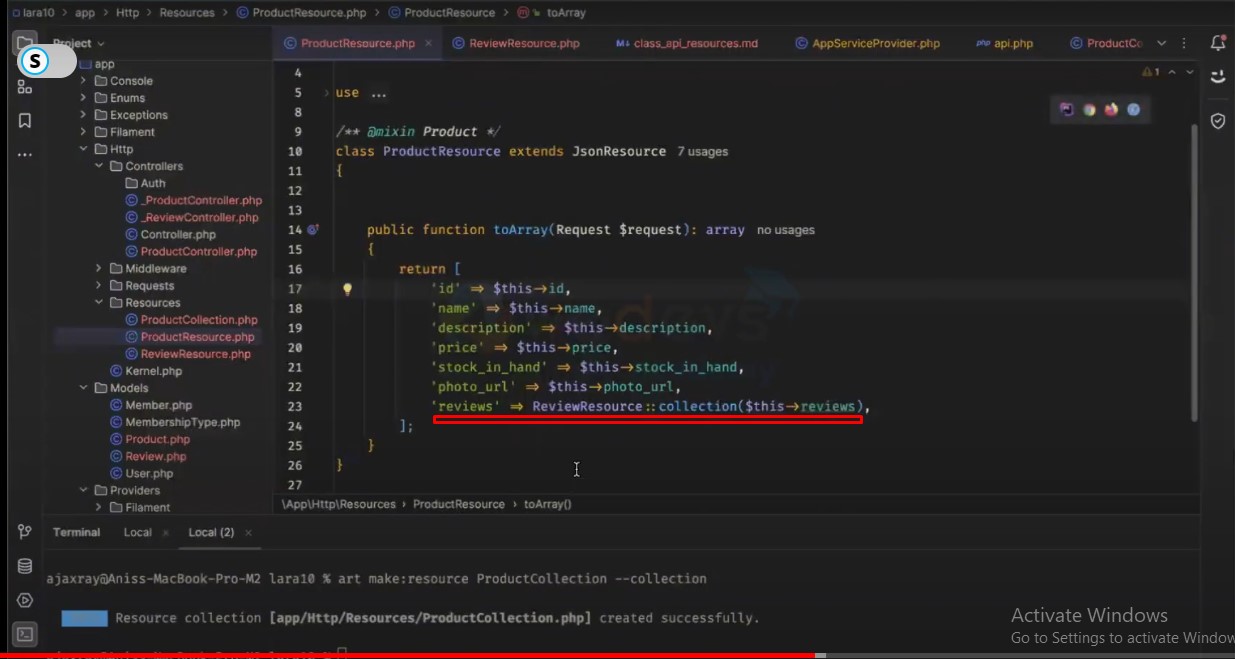 lara10 > app > Http > Resources > ProductResource.php > ProductResource > toArray
Project
ProductResource.php
ReviewResource.php
class_api_resources.md
AppServiceProvider.php
api.php
ProductCo
S
app
Console
Enums
Exceptions
Filament
Http
Controllers
Auth
_ProductController.php
_ReviewController.php
Controller.php
ProductController.php
Middleware
Requests
Resources
ProductCollection.php
ProductResource.php
ReviewResource.php
Kernel.php
Models
Member.php
MembershipType.php
Product.php
Review.php
User.php
Providers
Filament
1
4
5 use ...
8
9 /** @mixin Product */
10 class ProductResource extends JsonResource 7 usages
11 {
12
13
14 public function toArray(Request $request): array no usages
15 {
16 return [
17 'id' => $this->id,
18 'name' => $this->name,
19 'description' => $this->description,
20 'price' => $this->price,
21 'stock_in_hand' => $this->stock_in_hand,
22 'photo_url' => $this->photo_url,
23 'reviews' => ReviewResource::collection($this->reviews),
24 ];
25 }
26 }
27
\App\Http\Resources > ProductResource > toArray()
Terminal Local Local (2)
ajaxray@Aniss-MacBook-Pro-M2 lara10 % art make:resource ProductCollection --collection
Resource collection [app/Http/Resources/ProductCollection.php] created successfully.
Activate Windows
Go to Settings to activate Window